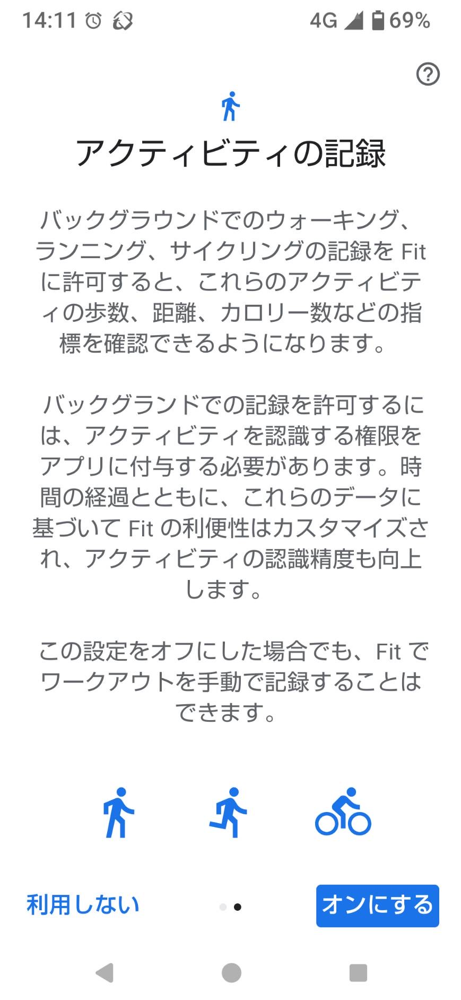 14:11
4G 69%
アクティビティの記録
バックグラウンドでのウォーキング、
ランニング、サイクリングの記録を Fit
に許可すると、これらのアクティビテ
ィの歩数、距離、カロリー数などの指
標を確認できるようになります。
バックグランドでの記録を許可するに
は、アクティビティを認識する権限を
アプリに付与する必要があります。時
間の経過とともに、これらのデータに
基づいて Fit の利便性はカスタマイズさ
れ、アクティビティの認識精度も向上
します。
この設定をオフにした場合でも、Fit で
ワークアウトを手動で記録することは
できます。
利用しない
オンにする